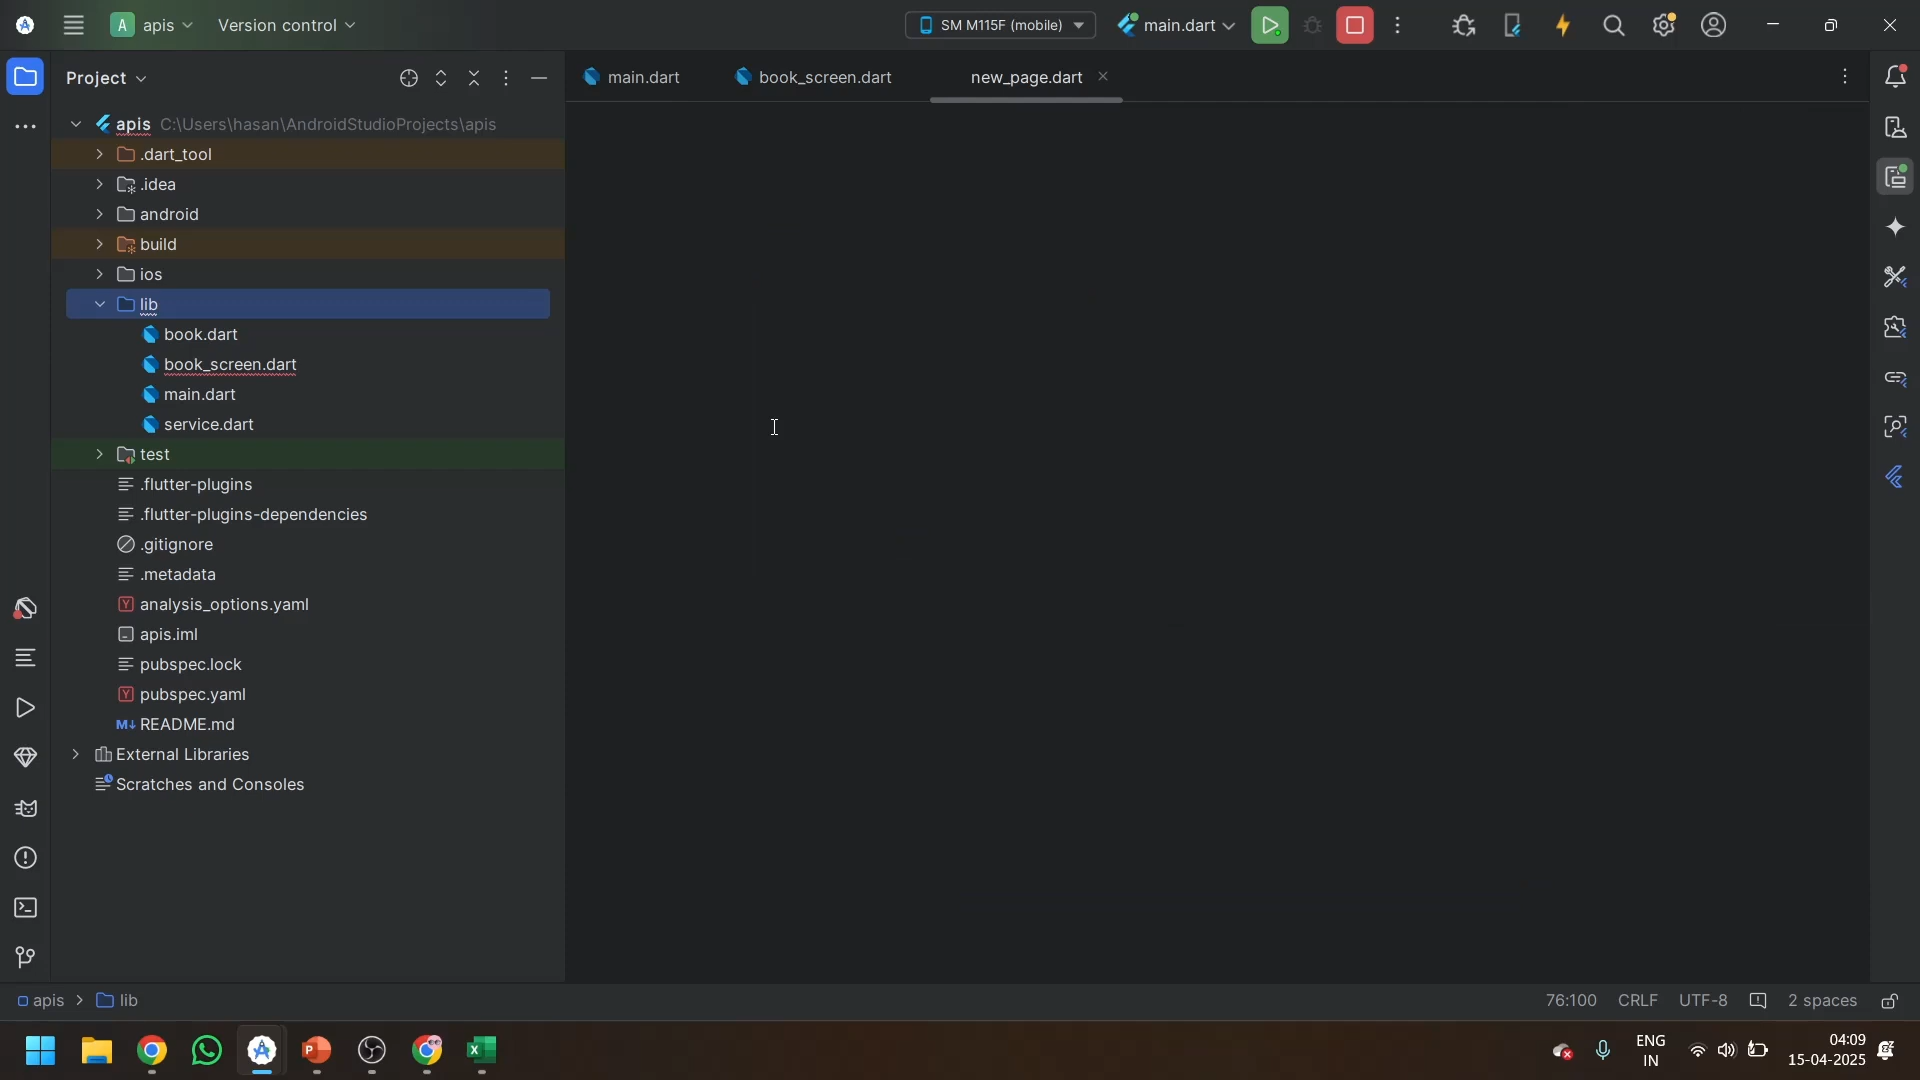 A apis Version control SM M115F (mobile) main.dart
Project
main.dart book_screen.dart new_page.dart
apis C:\Users\hasan\AndroidStudioProjects\apis
.dart_tool
.idea
android
build
ios
lib
book.dart
book_screen.dart
main.dart
service.dart
test
.flutter-plugins
.flutter-plugins-dependencies
.gitignore
.metadata
analysis_options.yaml
apis.iml
pubspec.lock
pubspec.yaml
README.md
External Libraries
Scratches and Consoles
apis lib 76:100 CRLF UTF-8 2 spaces
ENG 04:09
IN 15-04-2025